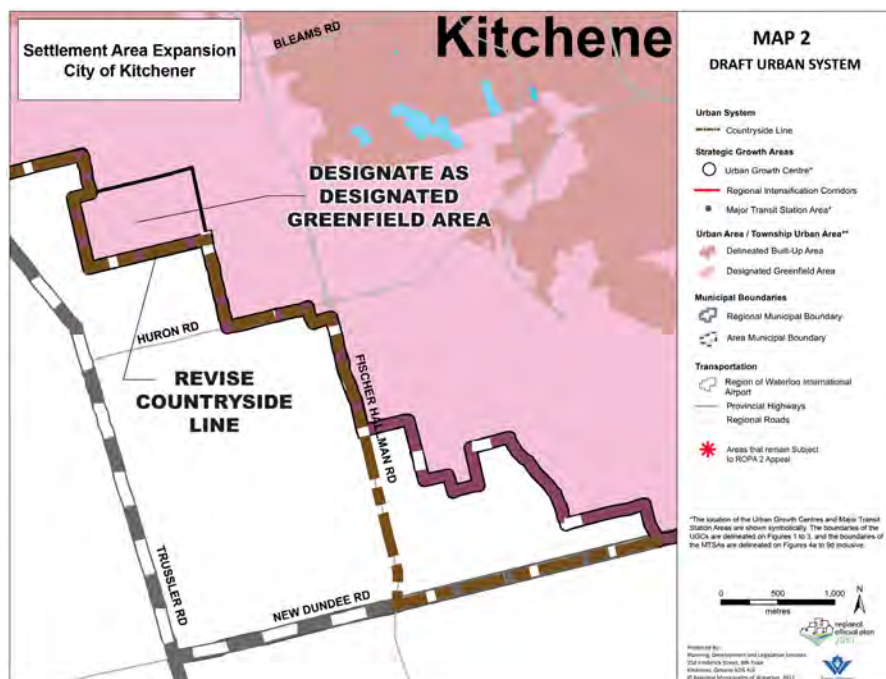 Settlement Area Expansion
City of Kitchener
BLEAMS RD
Kitchene
DESIGNATE AS
DESIGNATED
GREENFIELD AREA
HURON RD
REVISE
COUNTRYSIDE
LINE
FISCHER HALLMAN RD
TRUSSLER RD
NEW DUNDEE RD
MAP 2
DRAFT URBAN SYSTEM
Urban System
Countryside Line
Strategic Growth Areas
Urban Growth Centre*
Regional Intensification Corridors
Major Transit Station Area*
Urban Area / Township Urban Area**
Delineated Built-Up Area
Designated Greenfield Area
Municipal Boundaries
Regional Municipal Boundary
Area Municipal Boundary
Transportation
Region of Waterloo International
Airport
Provincial Highways
Regional Roads
Areas that remain Subject
to ROPA 2 Appeal
*The location of the Urban Growth Centres and Major Transit
Station Areas are shown symbolically. The boundaries of the
UGCs are delineated on Figures 1 to 3, and the boundaries of
the MTSAs are delineated on Figures 4a to 9d inclusive.
0 500 1,000
metres
N
regional
official plan
Planning, Development and Legislative Services